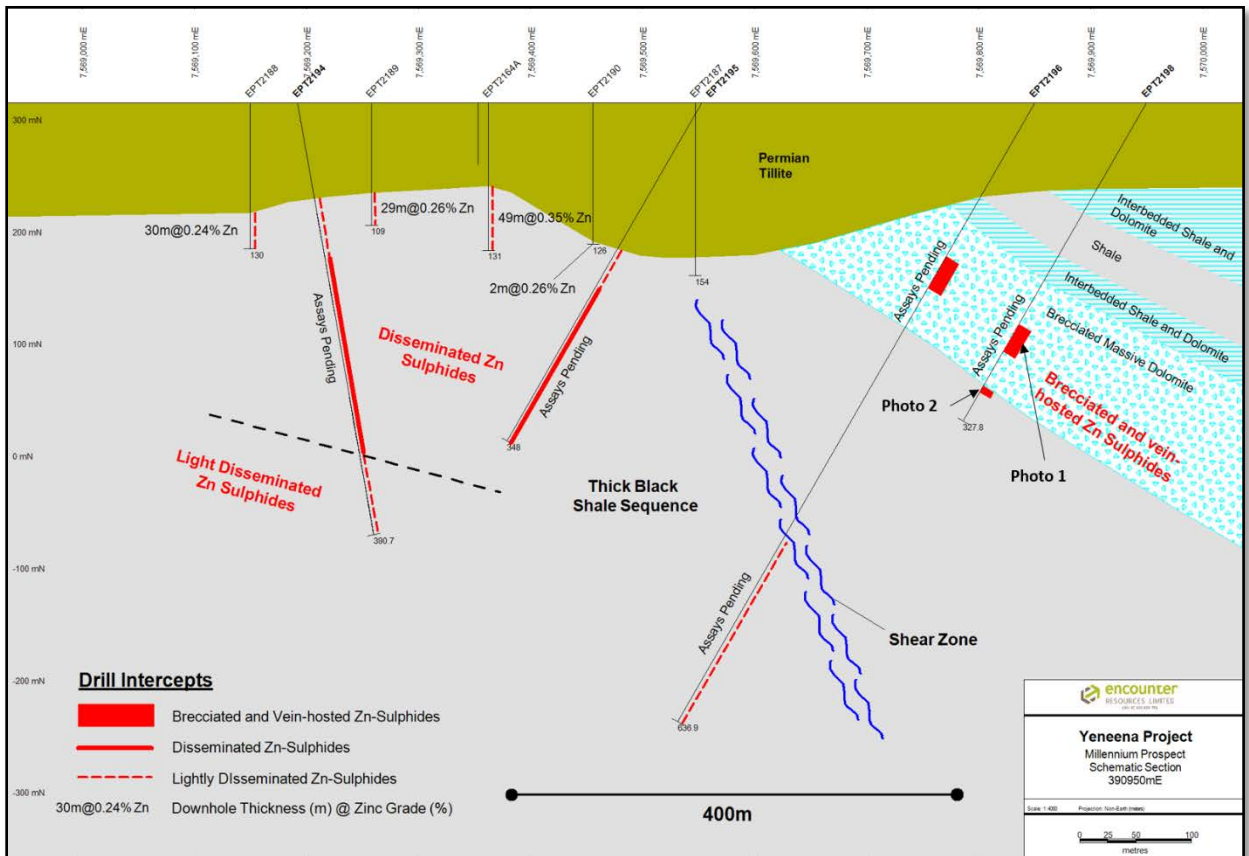 7,569,000 mE
7,569,100 mE
7,569,200 mE
7,569,300 mE
7,569,400 mE
7,569,500 mE
7,569,600 mE
7,569,700 mE
7,569,800 mE
7,569,900 mE
7,570,000 mE
EPT2188
EPT2194
EPT2189
EPT2164A
EPT2190
EPT2187
EPT2195
EPT2196
EPT2198
300 mN
200 mN
100 mN
0 mN
-100 mN
-200 mN
-300 mN
Permian
Tillite
30m@0.24% Zn
130
29m@0.26% Zn
109
49m@0.35% Zn
131
2m@0.26% Zn
126
154
Interbedded Shale and
Dolomite
Shale
Interbedded Shale and Dolomite
Brecciated Massive Dolomite
Brecciated and vein-
hosted Zn Sulphides
Assays Pending
Assays Pending
Assays Pending
Assays Pending
Assays Pending
Disseminated Zn
Sulphides
Light Disseminated
Zn Sulphides
348
390.7
327.8
636.9
Photo 2
Photo 1
Thick Black
Shale Sequence
Shear Zone
Drill Intercepts
Brecciated and Vein-hosted Zn-Sulphides
Disseminated Zn-Sulphides
Lightly DIsseminated Zn-Sulphides
30m@0.24% Zn Downhole Thickness (m) @ Zinc Grade (%)
400m
encounter
RESOURCES LIMITED
Yeneena Project
Millennium Prospect
Schematic Section
390950mE
Scale: 1:4000 Projection: Non-Earth (meters)
0 25 50 100
metres